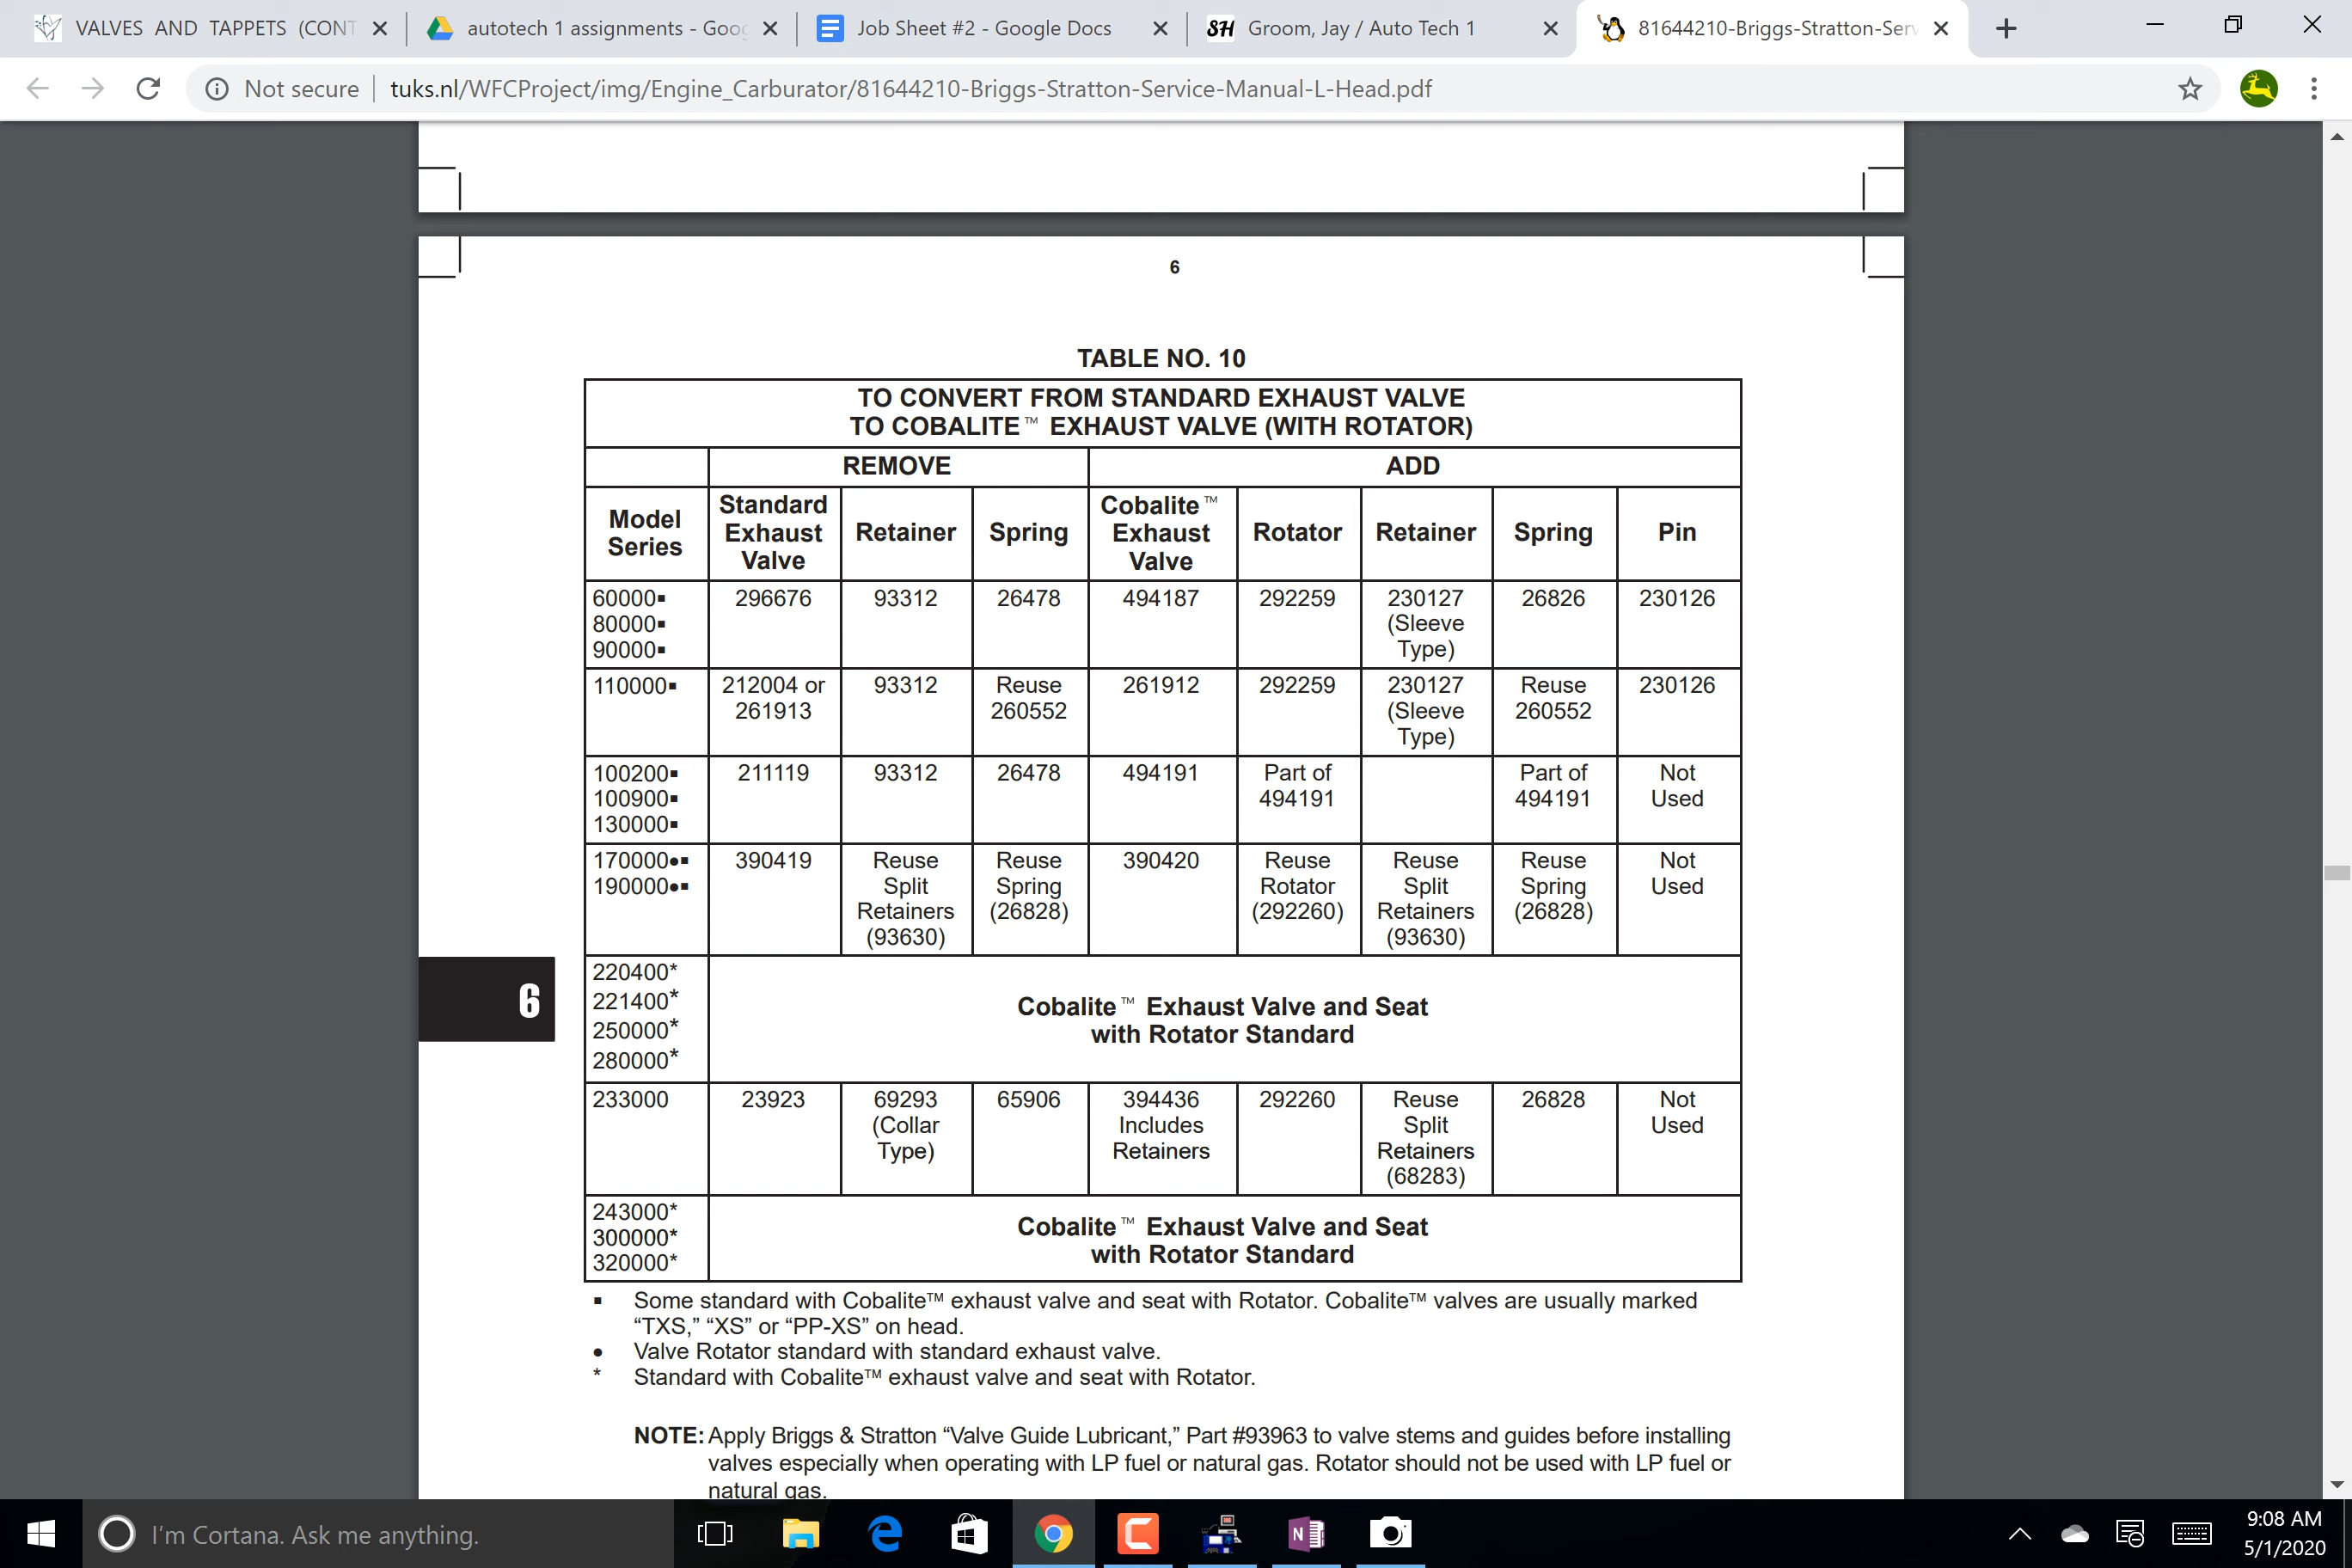 VALVES AND TAPPETS (CONT
autotech 1 assignments - Goog
Job Sheet #2 - Google Docs
SH Groom, Jay / Auto Tech 1
81644210-Briggs-Stratton-Serv
Not secure
tuks.nl/WFCProject/img/Engine_Carburator/81644210-Briggs-Stratton-Service-Manual-L-Head.pdf
6
TABLE NO. 10
TO CONVERT FROM STANDARD EXHAUST VALVE
TO COBALITE™ EXHAUST VALVE (WITH ROTATOR)
REMOVE ADD
Model Series Standard Exhaust Valve Retainer Spring Cobalite™ Exhaust Valve Rotator Retainer Spring Pin
60000▪ 296676 93312 26478 494187 292259 230127 26826 230126
80000▪ (Sleeve
90000▪ Type)
110000▪ 212004 or 93312 Reuse 261912 292259 230127 Reuse 230126
261913 260552 (Sleeve 260552
Type)
100200▪ 211119 93312 26478 494191 Part of Part of Not
100900▪ 494191 494191 Used
130000▪
170000●▪ 390419 Reuse Reuse 390420 Reuse Reuse Reuse Not
190000●▪ Split Spring Rotator Split Spring Used
Retainers (26828) (292260) Retainers (26828)
(93630) (93630)
220400*
221400*
250000*
280000*
Cobalite™ Exhaust Valve and Seat
with Rotator Standard
6
233000 23923 69293 65906 394436 292260 Reuse 26828 Not
(Collar Includes Split Used
Type) Retainers Retainers
(68283)
243000*
300000*
320000*
Cobalite™ Exhaust Valve and Seat
with Rotator Standard
▪ Some standard with Cobalite™ exhaust valve and seat with Rotator. Cobalite™ valves are usually marked
“TXS,” “XS” or “PP-XS” on head.
● Valve Rotator standard with standard exhaust valve.
* Standard with Cobalite™ exhaust valve and seat with Rotator.
NOTE: Apply Briggs & Stratton “Valve Guide Lubricant,” Part #93963 to valve stems and guides before installing
valves especially when operating with LP fuel or natural gas. Rotator should not be used with LP fuel or
natural gas.
I'm Cortana. Ask me anything.
9:08 AM
5/1/2020